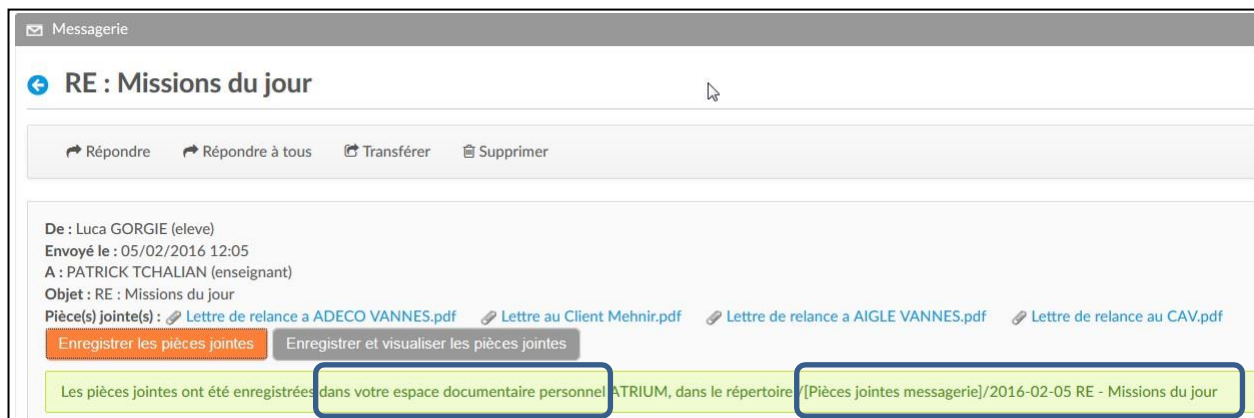 Messagerie
RE : Missions du jour
Répondre Répondre à tous Transférer Supprimer
De : Luca GORGIE (eleve)
Envoyé le : 05/02/2016 12:05
A : PATRICK TCHALIAN (enseignant)
Objet : RE : Missions du jour
Pièce(s) jointe(s) : Lettre de relance a ADECO VANNES.pdf Lettre au Client Mehnir.pdf Lettre de relance a AIGLE VANNES.pdf Lettre de relance au CAV.pdf
Enregistrer les pièces jointes Enregistrer et visualiser les pièces jointes
Les pièces jointes ont été enregistrées dans votre espace documentaire personnel ATRIUM, dans le répertoire /[Pièces jointes messagerie]/2016-02-05 RE - Missions du jour